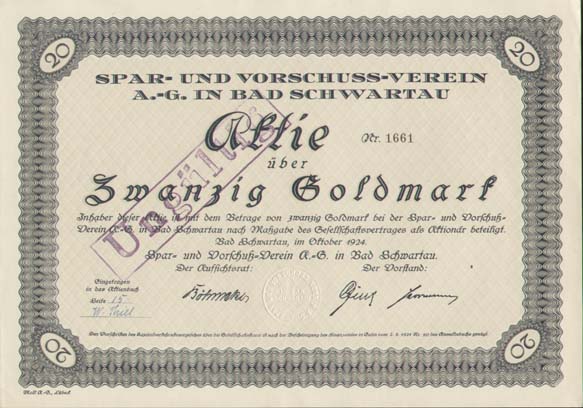 20 20
SPAR- UND VORSCHUSS-VEREIN
A.-G. IN BAD SCHWARTAU
Aktie Nr. 1661
über
Zwanzig Goldmark
Ungültig
Inhaber dieser Aktie ist mit dem Betrage von zwanzig Goldmark bei der Spar- und Vorschuß-
Verein A.-G. in Bad Schwartau nach Maßgabe des Gesellschaftsvertrages als Aktionär beteiligt.
Bad Schwartau, im Oktober 1924.
Spar- und Vorschuß-Verein A.-G. in Bad Schwartau.
Der Aufsichtsrat: Der Vorstand:
Eingetragen
in das Aktienbuch
Seite 15
20 20